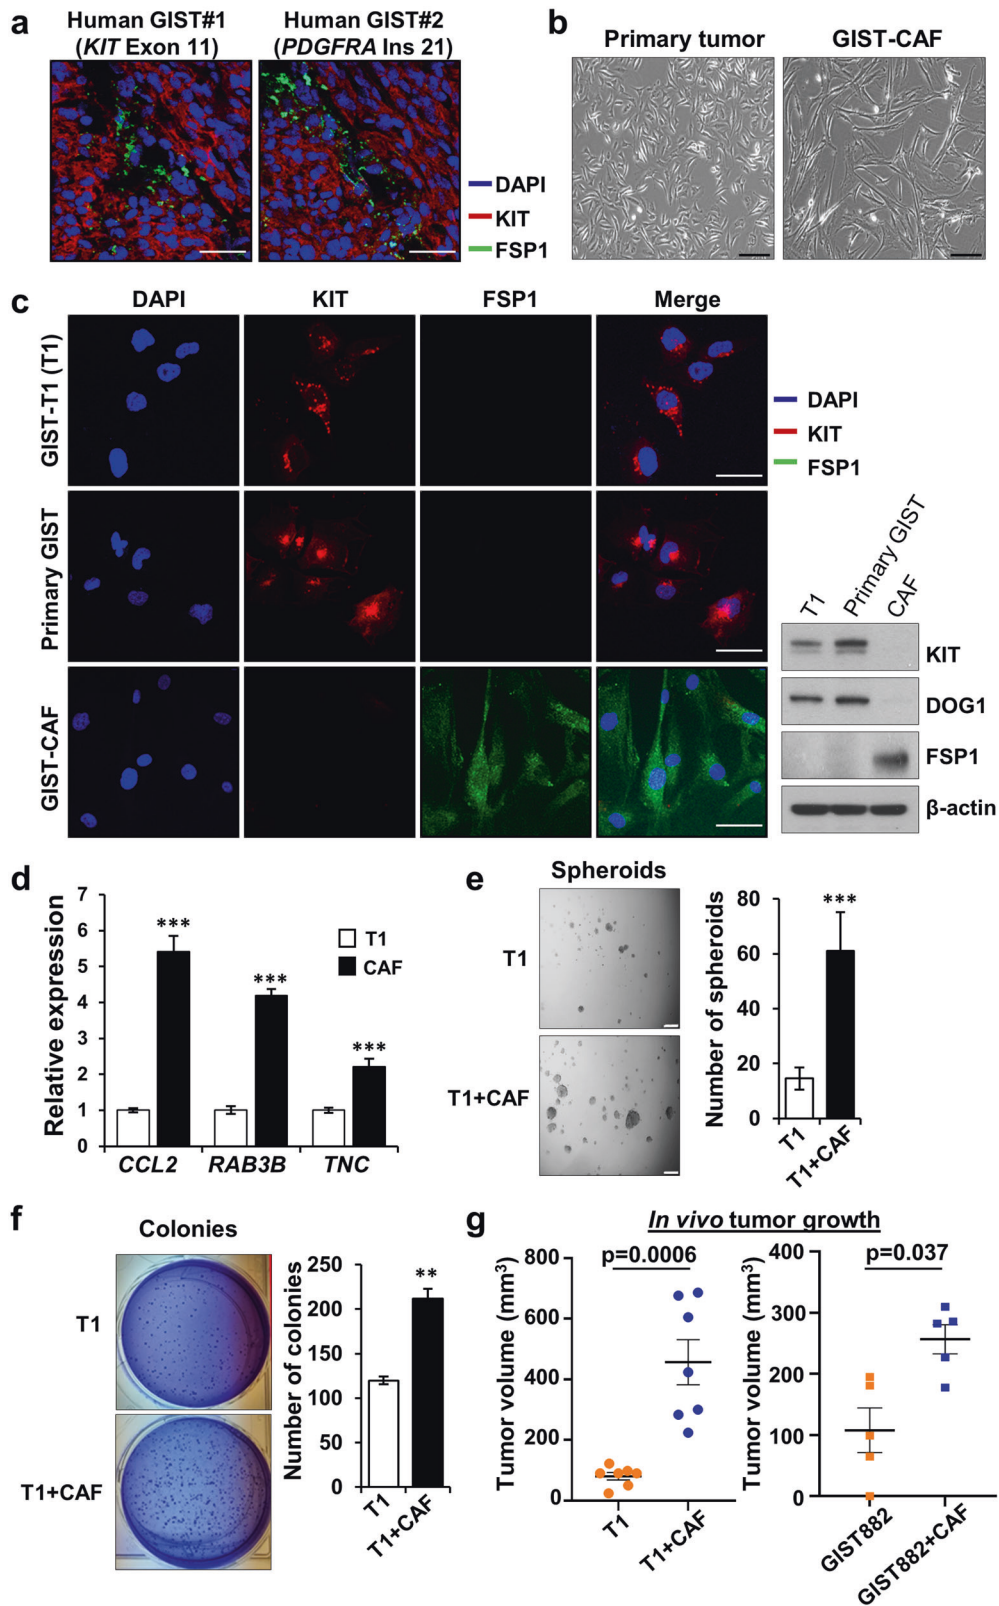 a
Human GIST#1
(KIT Exon 11)
Human GIST#2
(PDGFRA Ins 21)
DAPI
KIT
FSP1
b
Primary tumor
GIST-CAF
c
DAPI
KIT
FSP1
Merge
GIST-T1 (T1)
Primary GIST
GIST-CAF
DAPI
KIT
FSP1
T1
Primary GIST
CAF
KIT
DOG1
FSP1
β-actin
d
Relative expression
7
6
5
4
3
2
1
0
***
***
***
T1
CAF
CCL2
RAB3B
TNC
e
Spheroids
T1
T1+CAF
Number of spheroids
80
60
40
20
0
***
T1
T1+CAF
f
Colonies
T1
T1+CAF
Number of colonies
250
200
150
100
50
0
**
T1
T1+CAF
g
In vivo tumor growth
Tumor volume (mm³)
800
600
400
200
0
p=0.0006
T1
T1+CAF
Tumor volume (mm³)
400
300
200
100
0
p=0.037
GIST882
GIST882+CAF